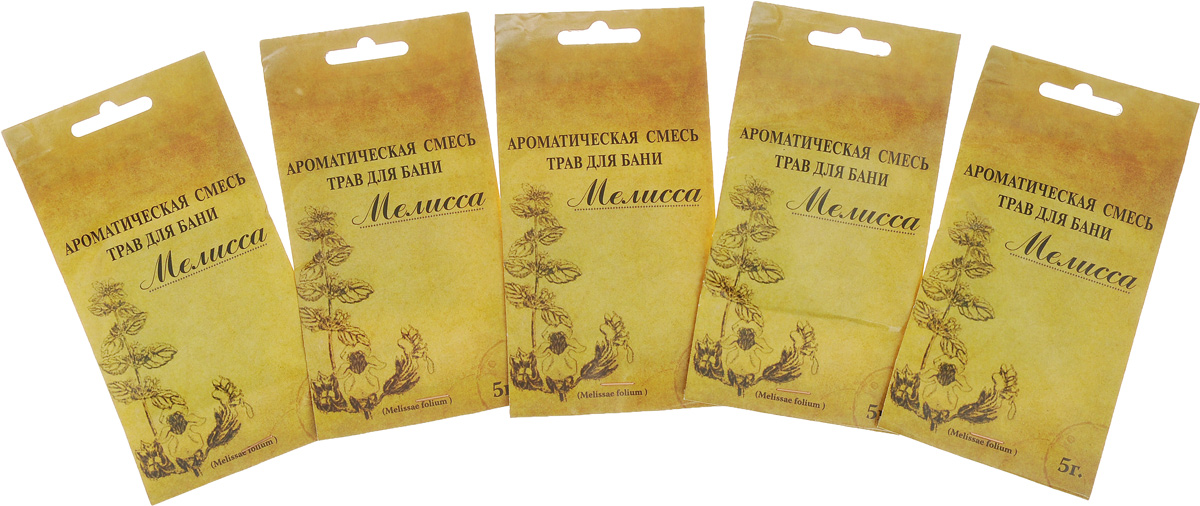 АРОМАТИЧЕСКАЯ СМЕСЬ
ТРАВ ДЛЯ БАНИ
Мелисса
(Melissae folium)
АРОМАТИЧЕСКАЯ СМЕСЬ
ТРАВ ДЛЯ БАНИ
Мелисса
(Melissae folium )
5г
АРОМАТИЧЕСКАЯ СМЕСЬ
ТРАВ ДЛЯ БАНИ
Мелисса
(Melissae folium )
АРОМАТИЧЕСКАЯ СМЕСЬ
ТРАВ ДЛЯ БАНИ
Мелисса
(Melissae folium )
5
АРОМАТИЧЕСКАЯ СМЕСЬ
ТРАВ ДЛЯ БАНИ
Мелисса
(Melissae folium )
5г.